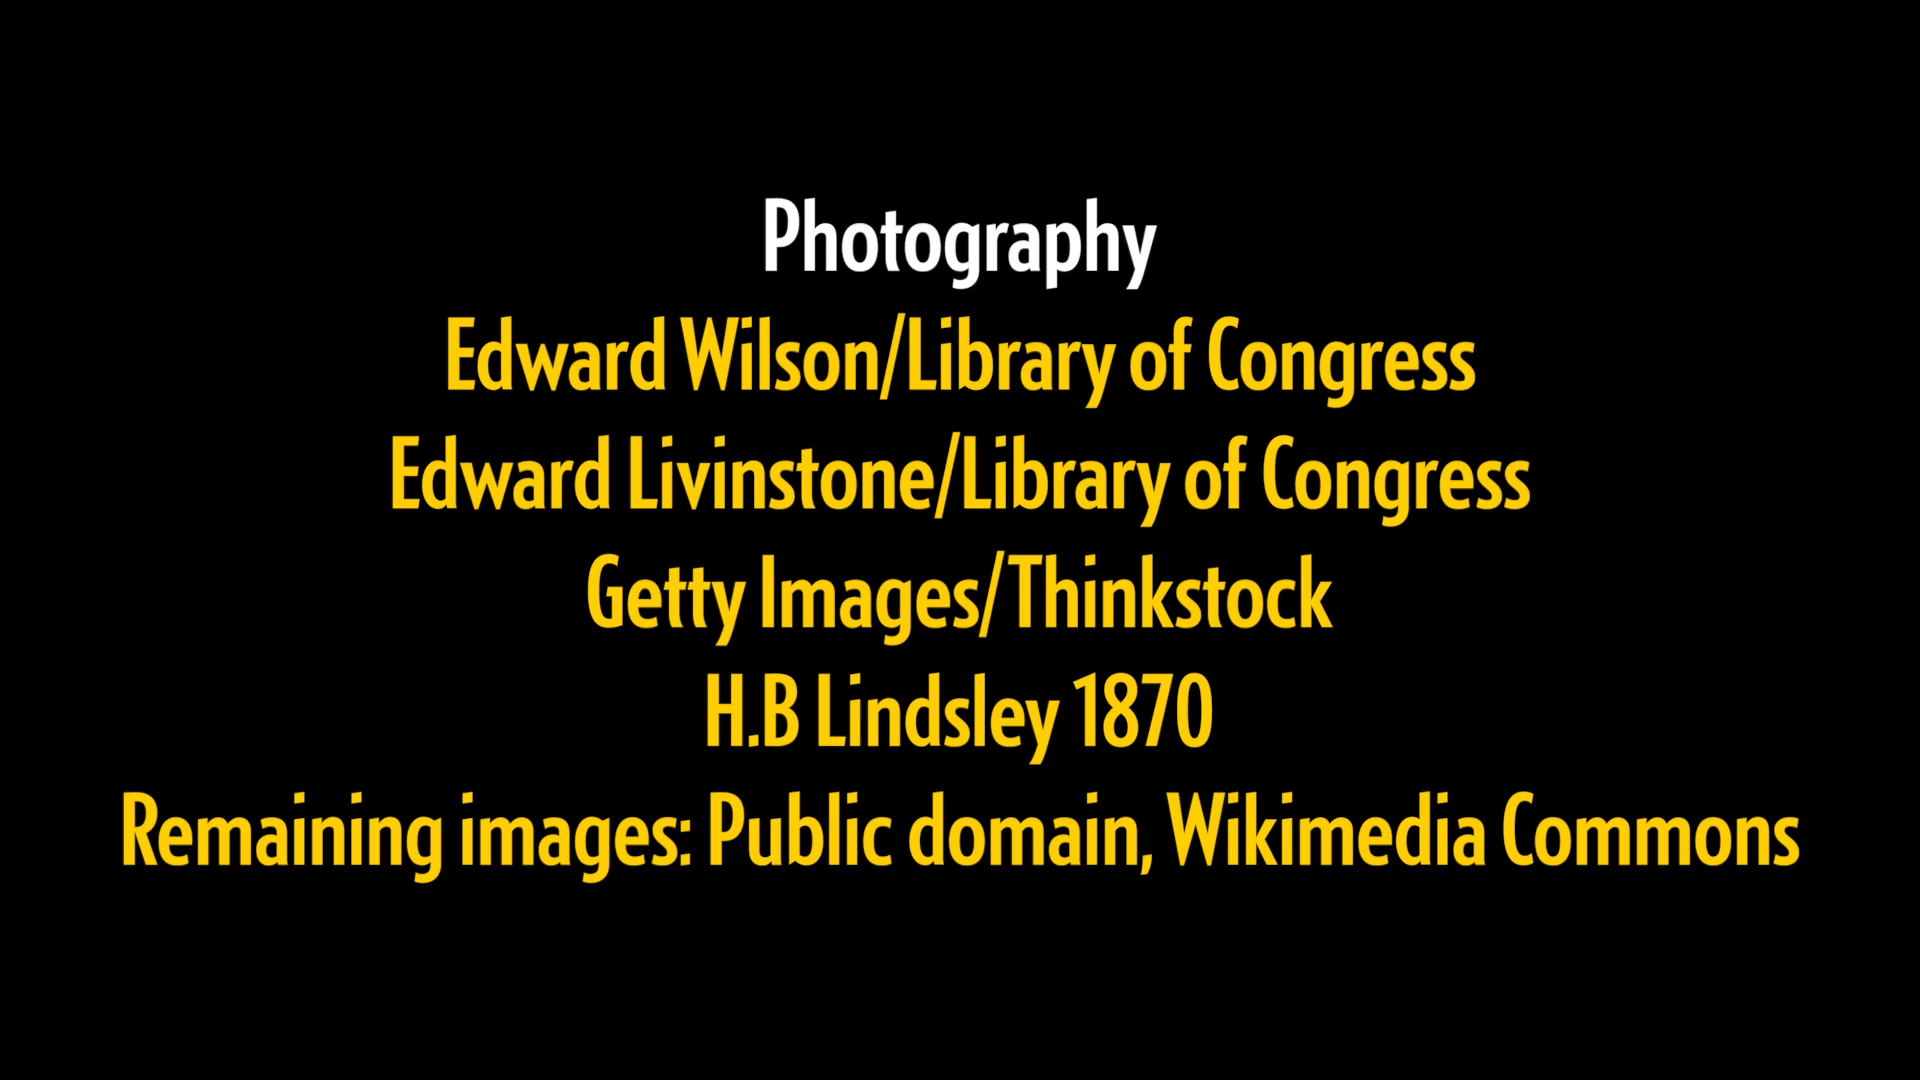 Photography
Edward Wilson/Library of Congress
Edward Livinstone/Library of Congress
Getty Images/Thinkstock
H.B Lindsley 1870
Remaining images: Public domain, Wikimedia Commons